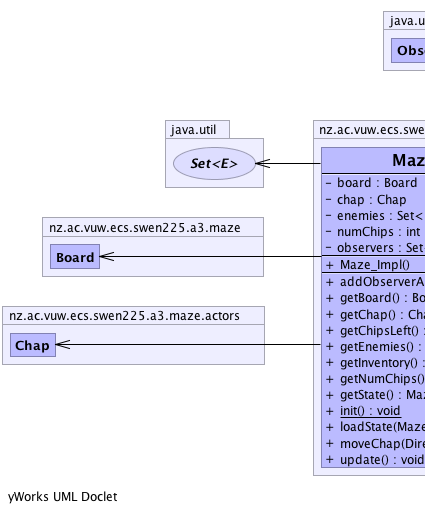 java.u
Obse
java.util
Set<E>
nz.ac.vuw.ecs.swen
Maz
- board : Board
- chap : Chap
- enemies : Set<
- numChips : int
- observers : Set
+ Maze_Impl()
+ addObserverA
+ getBoard() : Bo
+ getChap() : Cha
+ getChipsLeft() :
+ getEnemies() :
+ getInventory() :
+ getNumChips()
+ getState() : Maz
+ init() : void
+ loadState(Maze
+ moveChap(Dire
+ update() : void
nz.ac.vuw.ecs.swen225.a3.maze
Board
nz.ac.vuw.ecs.swen225.a3.maze.actors
Chap
yWorks UML Doclet